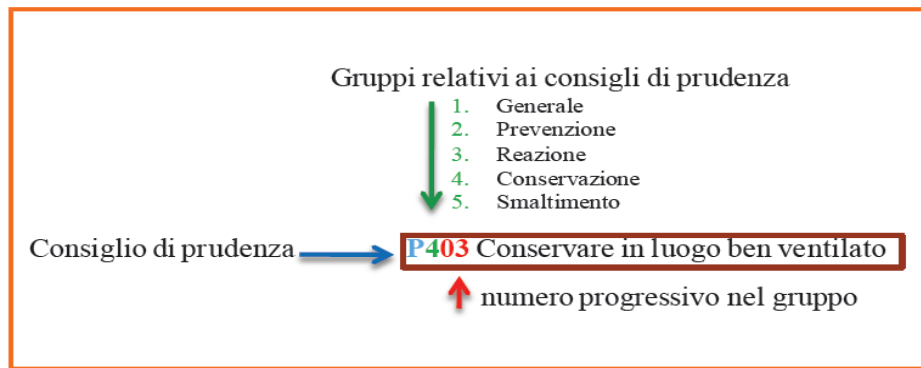 Gruppi relativi ai consigli di prudenza
1. Generale
2. Prevenzione
3. Reazione
4. Conservazione
5. Smaltimento
Consiglio di prudenza P403 Conservare in luogo ben ventilato
numero progressivo nel gruppo